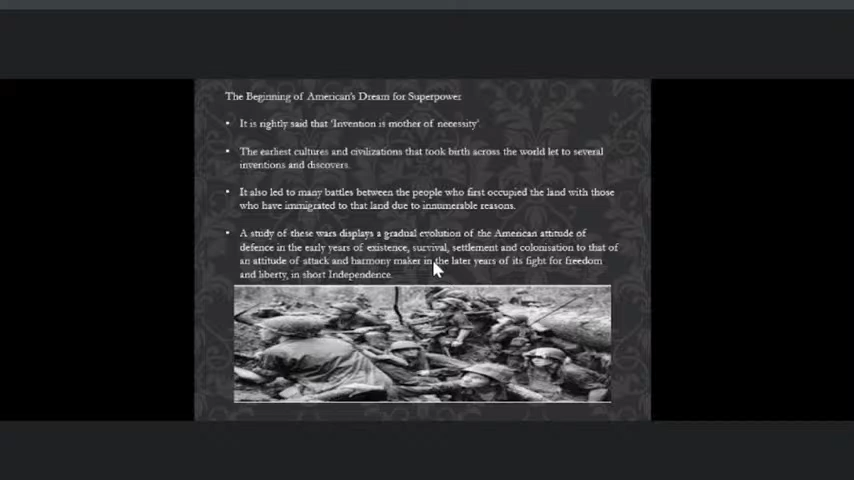 The Beginning of American's Dream for Superpower
• It is rightly said that 'Invention is mother of necessity'.
• The earliest cultures and civilizations that took birth across the world let to several
inventions and discovers.
• It also led to many battles between the people who first occupied the land with those
who have immigrated to that land due to innumerable reasons.
• A study of these wars displays a gradual evolution of the American attitude of
defence in the early years of existence, survival, settlement and colonisation to that of
an attitude of attack and harmony maker in the later years of its fight for freedom
and liberty, in short Independence.